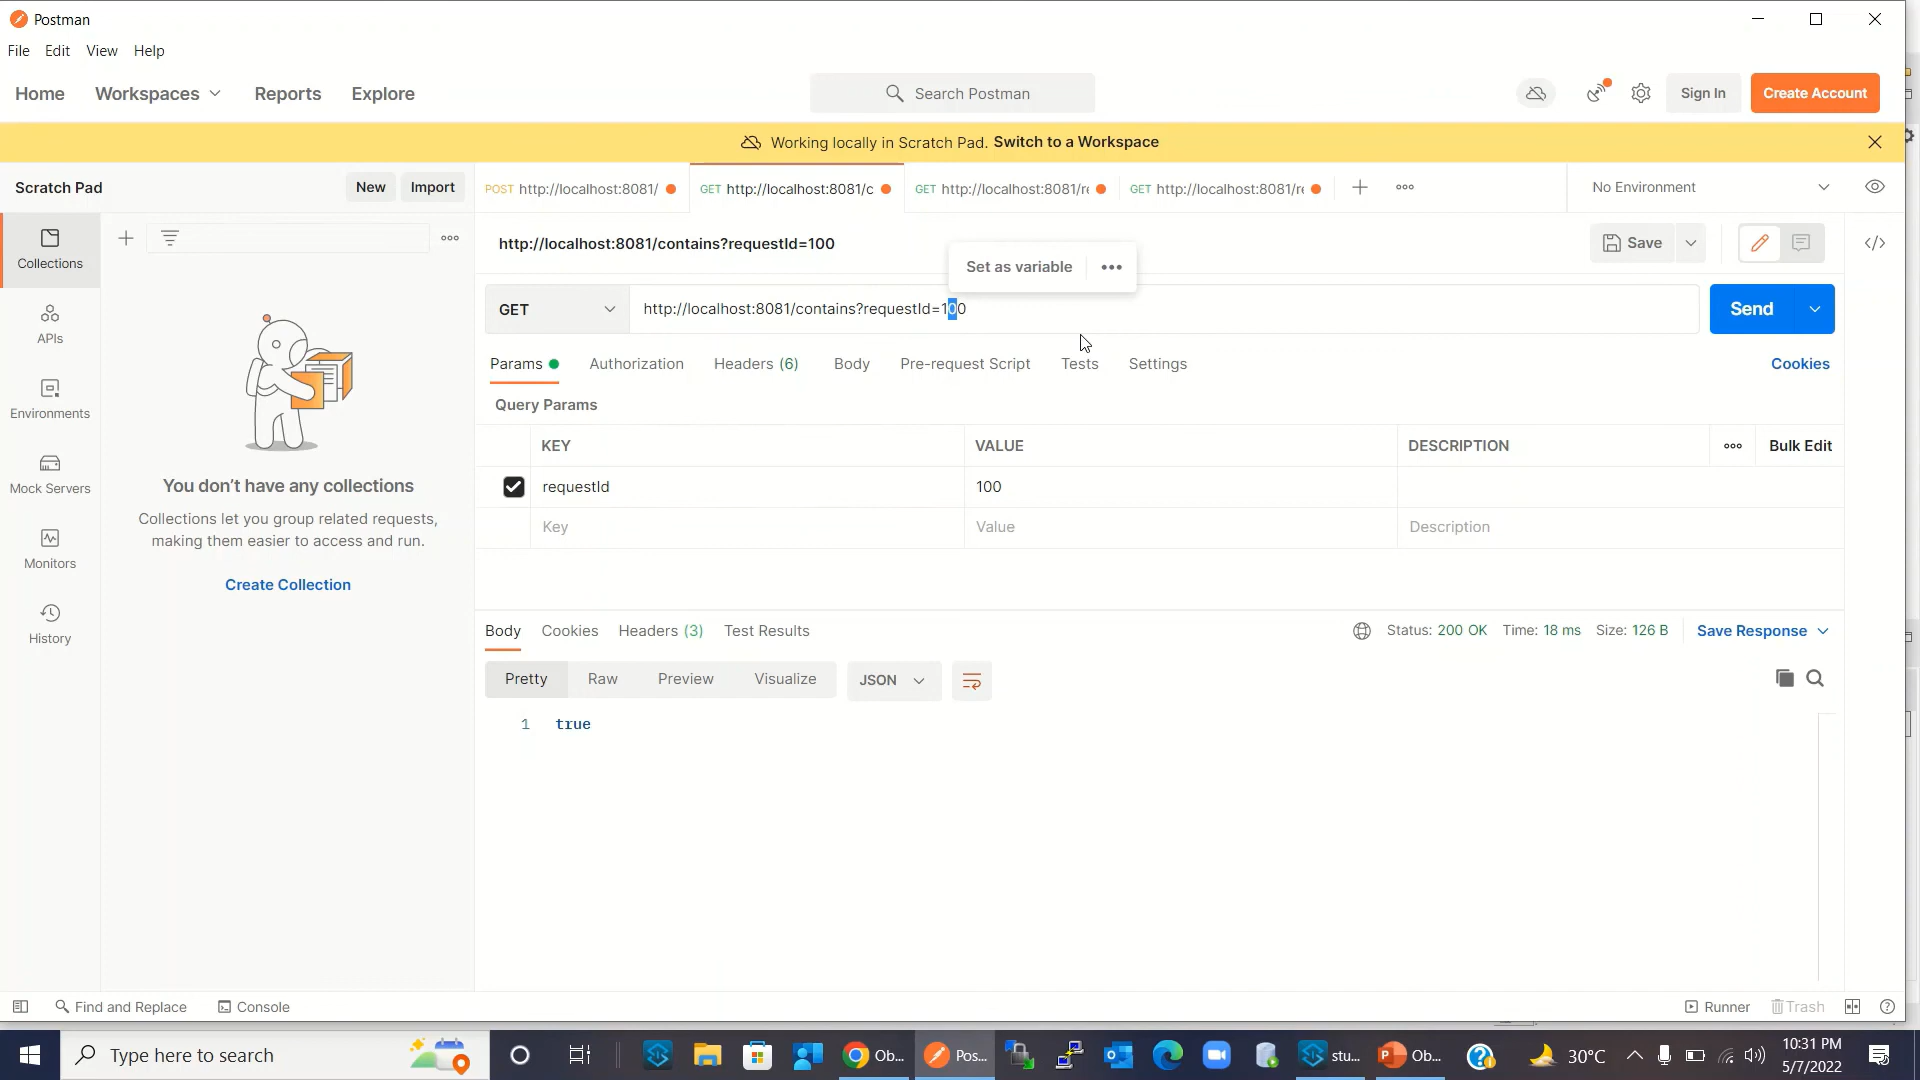 Postman
File Edit View Help
Home Workspaces Reports Explore
Search Postman
Sign In
Create Account
Working locally in Scratch Pad. Switch to a Workspace
Scratch Pad
New
Import
POST http://localhost:8081/
GET http://localhost:8081/c
GET http://localhost:8081/re
GET http://localhost:8081/re
No Environment
Collections
APIs
Environments
Mock Servers
Monitors
History
You don't have any collections
Collections let you group related requests,
making them easier to access and run.
Create Collection
http://localhost:8081/contains?requestId=100
Save
Set as variable
GET
http://localhost:8081/contains?requestId=100
Send
Params Authorization Headers (6) Body Pre-request Script Tests Settings
Cookies
Query Params
KEY VALUE DESCRIPTION
Bulk Edit
requestId 100
Key Value Description
Body Cookies Headers (3) Test Results
Status: 200 OK Time: 18 ms Size: 126 B
Save Response
Pretty Raw Preview Visualize
JSON
1 true
Find and Replace
Console
Runner
Trash
Type here to search
Ob...
Pos...
stu...
Ob...
30°C
10:31 PM
5/7/2022